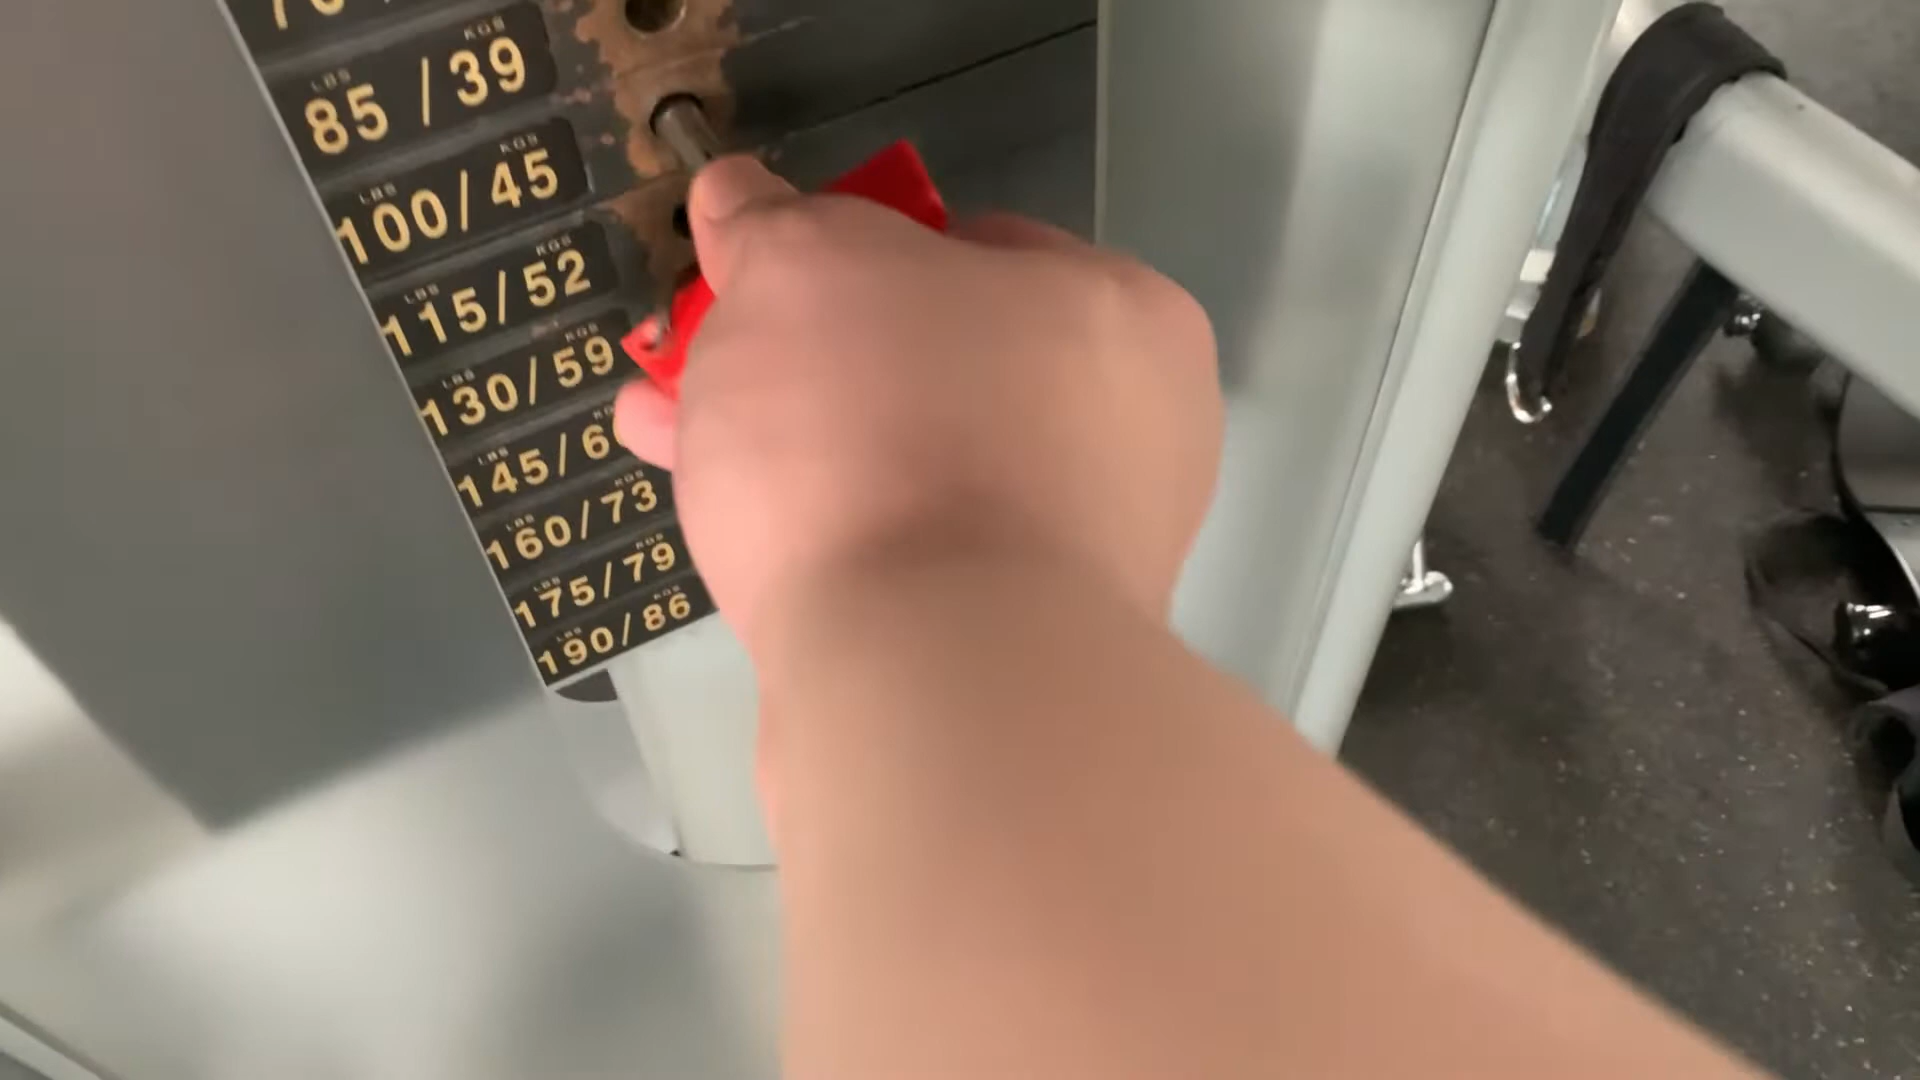 KGS
LBS
85 / 39
KGS
LBS
100 / 45
KGS
LBS
115 / 52
KGS
LBS
130 / 59
LBS
145 /
KGS
LBS
160 / 73
KGS
LBS
175 / 79
KGS
LBS
190 / 86